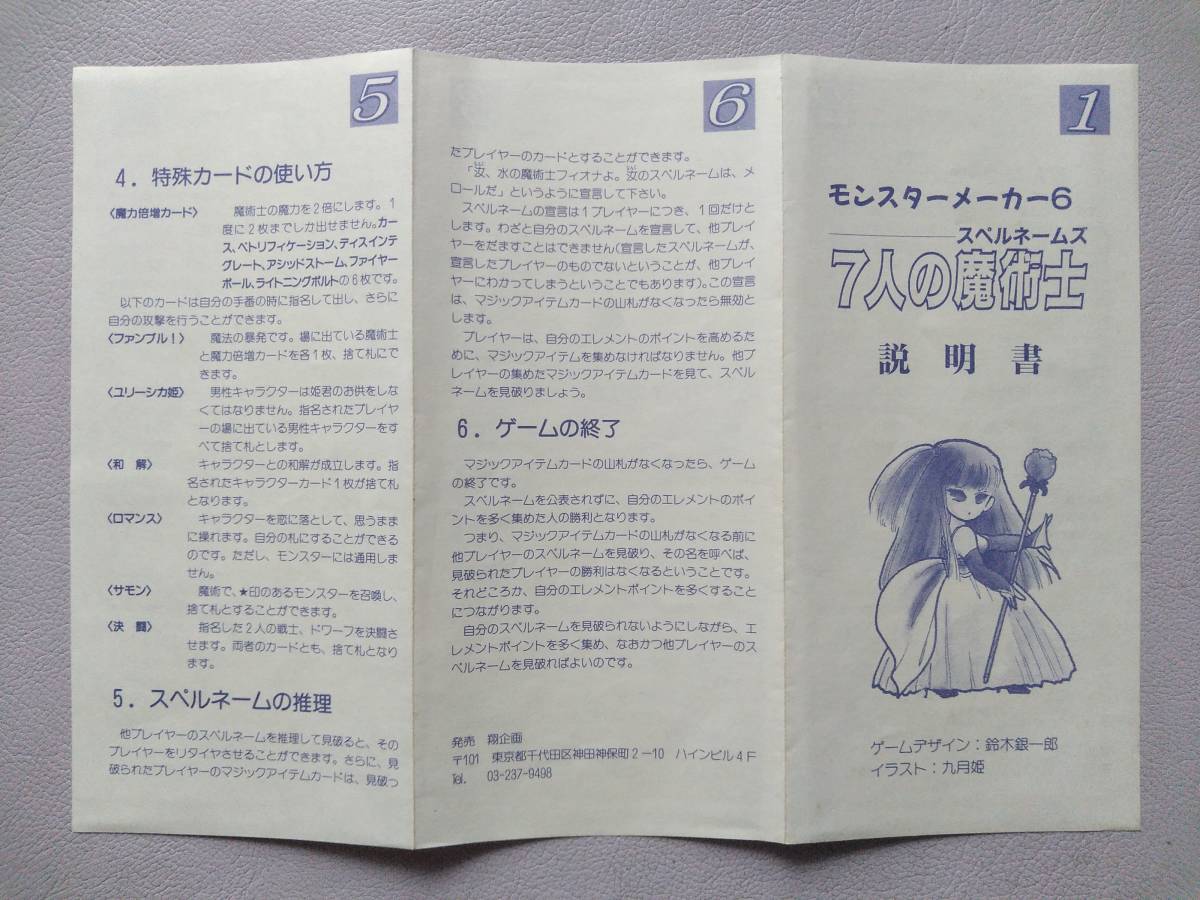 5
4．特殊カードの使い方
〈魔力倍増カード〉 魔術士の魔力を2倍にします。1
度に2枚までしか出せません。カー
ス、ペトリフィケーション、ディスインテ
グレート、アシッドストーム、ファイヤー
ボール、ライトニングボルトの6枚です。
以下のカードは自分の手番の時に指名して出し、さらに
自分の攻撃を行うことができます。
〈ファンブル！〉 魔法の暴発です。場に出ている魔術士
と魔力倍増カードを各1枚、捨て札にで
きます。
〈ユリーシカ姫〉 男性キャラクターは姫君のお供をしな
くてはなりません。指名されたプレイヤ
ーの場に出ている男性キャラクターをす
べて捨て札とします。
〈和　解〉 キャラクターとの和解が成立します。指
名されたキャラクターカード1枚が捨て札
となります。
〈ロマンス〉 キャラクターを恋に落として、思うまま
に操れます。自分の札にすることができる
のです。ただし、モンスターには通用しま
せん。
〈サモン〉 魔術で、★印のあるモンスターを召喚し、
捨て札とすることができます。
〈決　闘〉 指名した2人の戦士、ドワーフを決闘さ
せます。両者のカードとも、捨て札となり
ます。
5．スペルネームの推理
他プレイヤーのスペルネームを推理して見破ると、その
プレイヤーをリタイヤさせることができます。さらに、見
破られたプレイヤーのマジックアイテムカードは、見破っ
6
たプレイヤーのカードとすることができます。
「汝、水の魔術士フィオナよ。汝のスペルネームは、メ
ロールだ」というように宣言して下さい。
スペルネームの宣言は1プレイヤーにつき、1回だけと
します。わざと自分のスペルネームを宣言して、他プレイ
ヤーをだますことはできません（宣言したスペルネームが、
宣言したプレイヤーのものでないということが、他プレイ
ヤーにわかってしまうということでもあります）。この宣言
は、マジックアイテムカードの山札がなくなったら無効と
します。
プレイヤーは、自分のエレメントのポイントを高めるた
めに、マジックアイテムを集めなければなりません。他プ
レイヤーの集めたマジックアイテムカードを見て、スペル
ネームを見破りましょう。
6．ゲームの終了
マジックアイテムカードの山札がなくなったら、ゲーム
の終了です。
スペルネームを公表されずに、自分のエレメントのポイ
ントを多く集めた人の勝利となります。
つまり、マジックアイテムカードの山札がなくなる前に
他プレイヤーのスペルネームを見破り、その名を呼べば、
見破られたプレイヤーの勝利はなくなるということです。
それどころか、自分のエレメントポイントを多くすること
につながります。
自分のスペルネームを見破られないようにしながら、エ
レメントポイントを多く集め、なおかつ他プレイヤーのス
ペルネームを見破ればよいのです。
発売　翔企画
〒101　東京都千代田区神田神保町2－10　ハインビル4F
Tel.　03-237-9498
1
モンスターメーカー6
スペルネームズ
7人の魔術士
説明書
ゲームデザイン：鈴木銀一郎
イラスト：九月姫